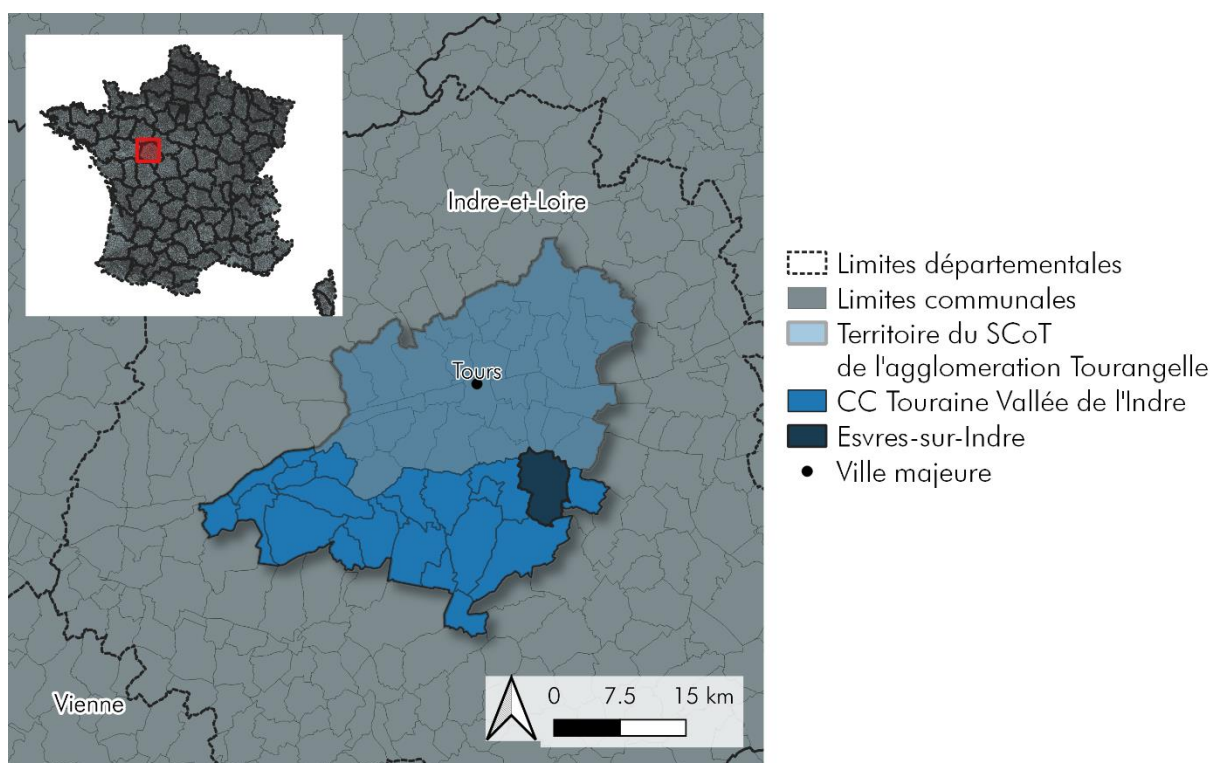 Indre-et-Loire
Tours
Vienne
0 7.5 15 km
Limites départementales
Limites communales
Territoire du SCoT
de l'agglomeration Tourangelle
CC Touraine Vallée de l'Indre
Esvres-sur-Indre
Ville majeure